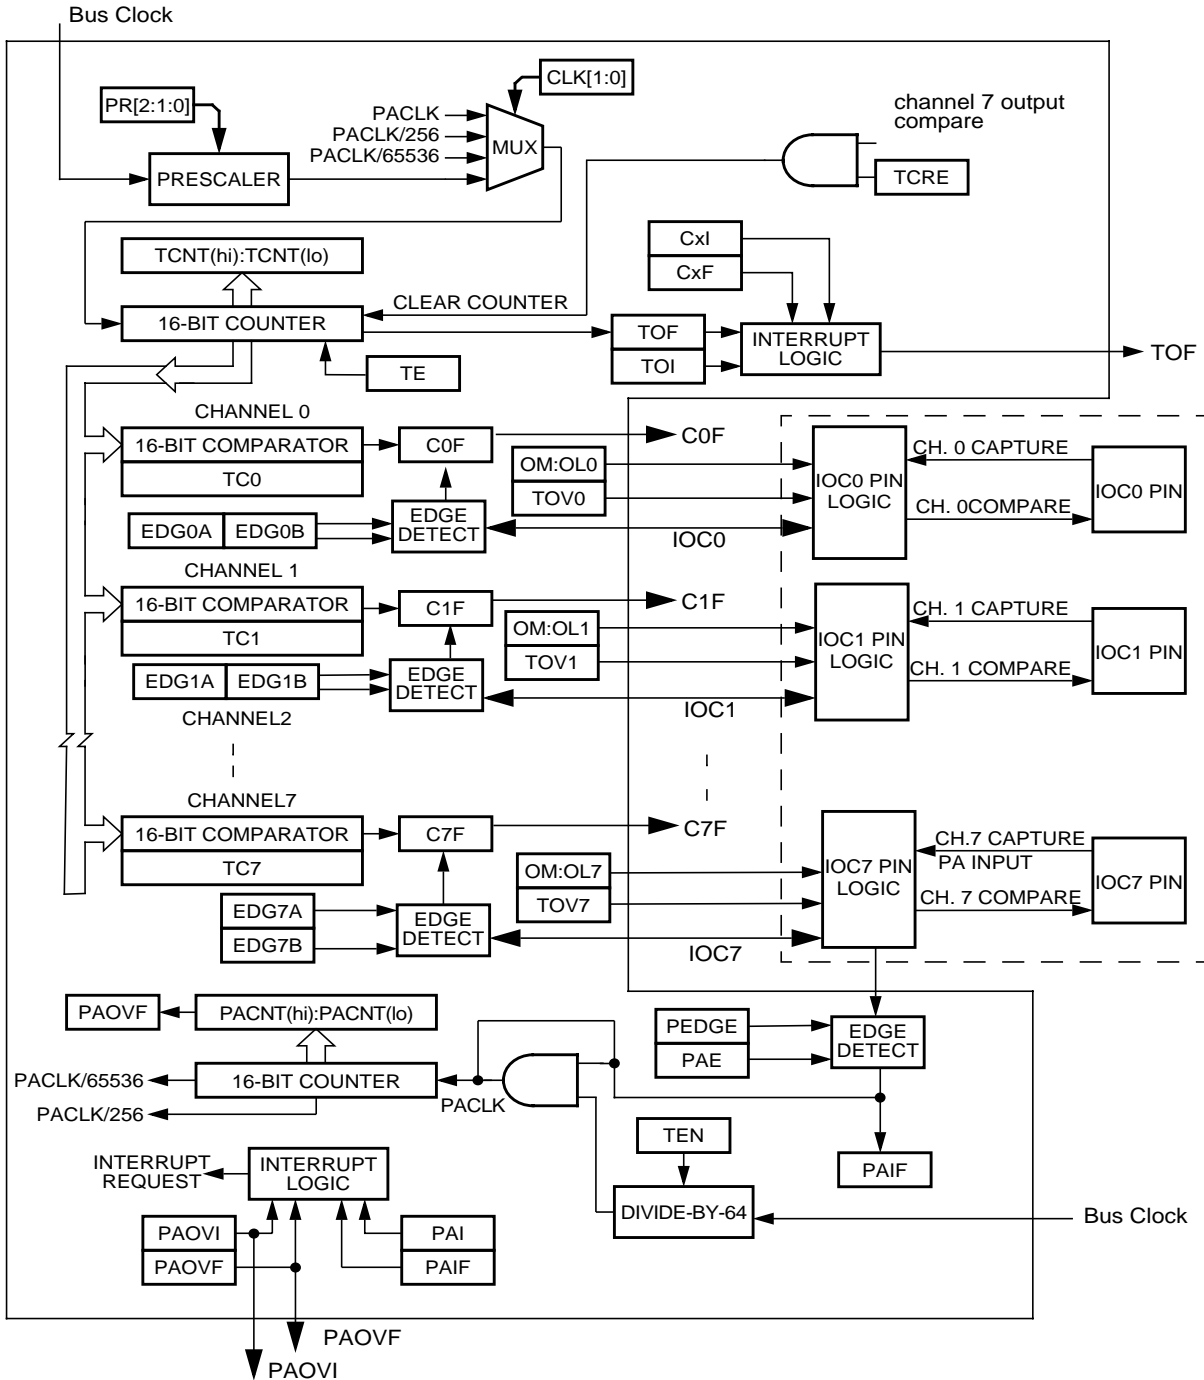 Bus Clock
PR[2:1:0]
CLK[1:0]
PACLK
PACLK/256
PACLK/65536
MUX
PRESCALER
channel 7 output
compare
TCRE
TCNT(hi):TCNT(lo)
CxI
CxF
CLEAR COUNTER
16-BIT COUNTER
TOF
TOI
INTERRUPT
LOGIC
TOF
TE
CHANNEL 0
16-BIT COMPARATOR
TC0
C0F
C0F
OM:OL0
TOV0
EDG0A
EDG0B
EDGE
DETECT
IOC0
IOC0 PIN
LOGIC
CH. 0 CAPTURE
CH. 0COMPARE
IOC0 PIN
CHANNEL 1
16-BIT COMPARATOR
TC1
C1F
C1F
OM:OL1
TOV1
EDG1A
EDG1B
EDGE
DETECT
IOC1
IOC1 PIN
LOGIC
CH. 1 CAPTURE
CH. 1 COMPARE
IOC1 PIN
CHANNEL2
CHANNEL7
16-BIT COMPARATOR
TC7
C7F
C7F
OM:OL7
TOV7
EDG7A
EDG7B
EDGE
DETECT
IOC7
IOC7 PIN
LOGIC
CH.7 CAPTURE
PA INPUT
CH. 7 COMPARE
IOC7 PIN
PAOVF
PACNT(hi):PACNT(lo)
PEDGE
PAE
EDGE
DETECT
PACLK/65536
16-BIT COUNTER
PACLK
PACLK/256
TEN
PAIF
INTERRUPT
REQUEST
INTERRUPT
LOGIC
DIVIDE-BY-64
Bus Clock
PAOVI
PAOVF
PAI
PAIF
PAOVF
PAOVI